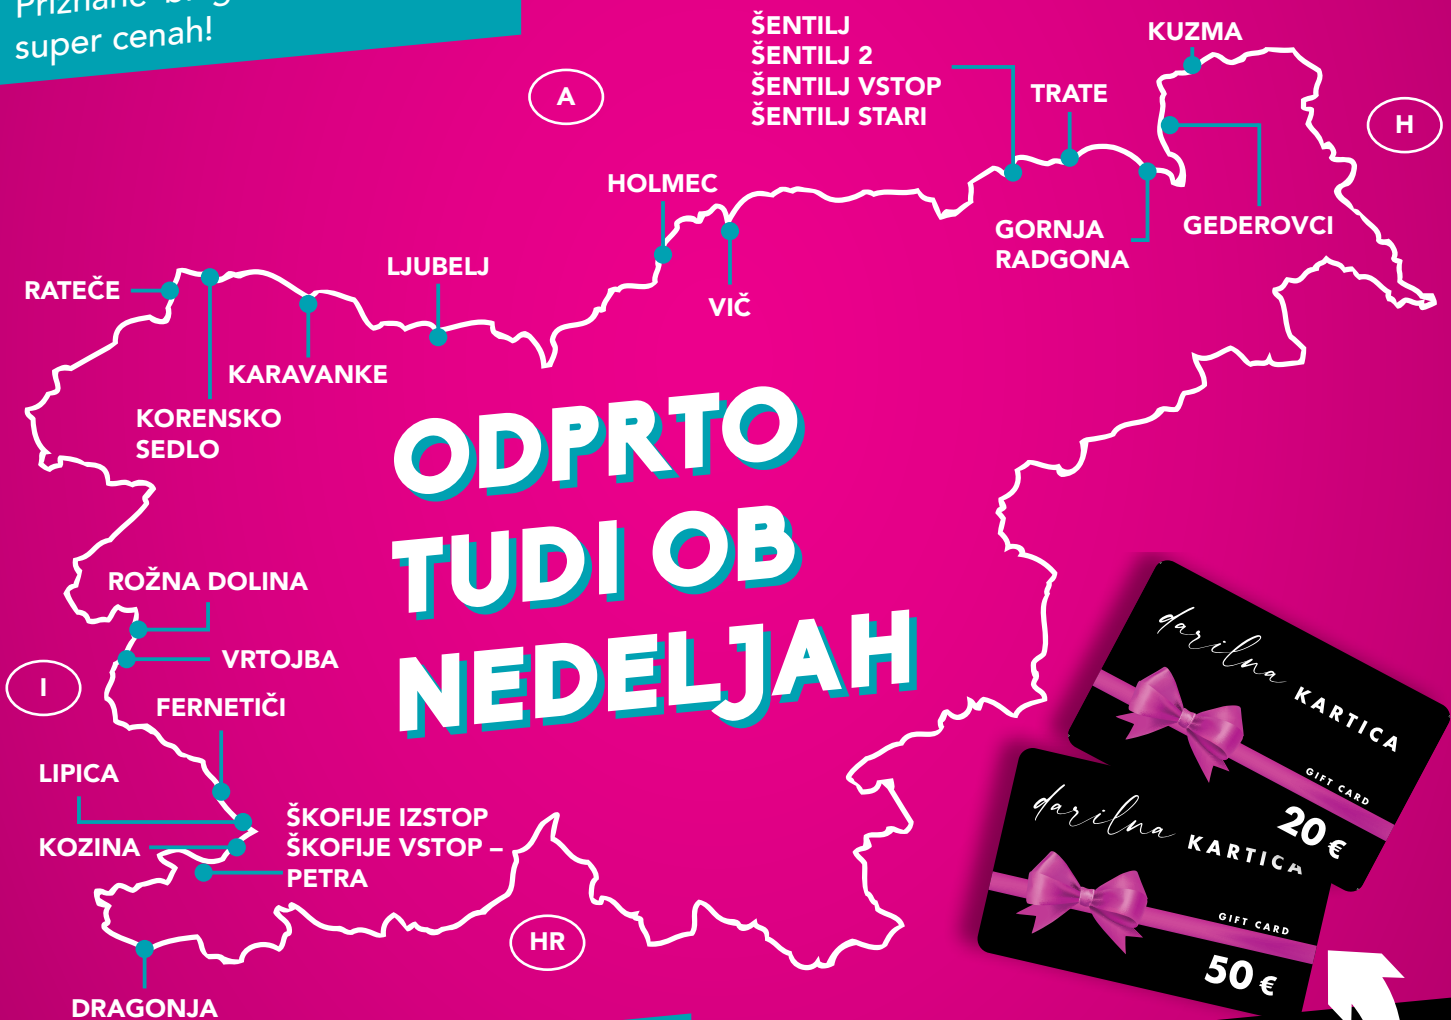 Priznane
super cenah!
A
ŠENTILJ
ŠENTILJ 2
ŠENTILJ VSTOP
ŠENTILJ STARI
TRATE
KUZMA
H
HOLMEC
VIČ
GORNJA
RADGONA
GEDEROVCI
RATEČE
LJUBELJ
KARAVANKE
KORENSKO
SEDLO
ODPRTO
TUDI OB
NEDELJAH
ROŽNA DOLINA
VRTOJBA
I
FERNETIČI
LIPICA
KOZINA
ŠKOFIJE IZSTOP
ŠKOFIJE VSTOP –
PETRA
HR
DRAGONJA
darilna KARTICA
GIFT CARD
20 €
darilna KARTICA
GIFT CARD
50 €